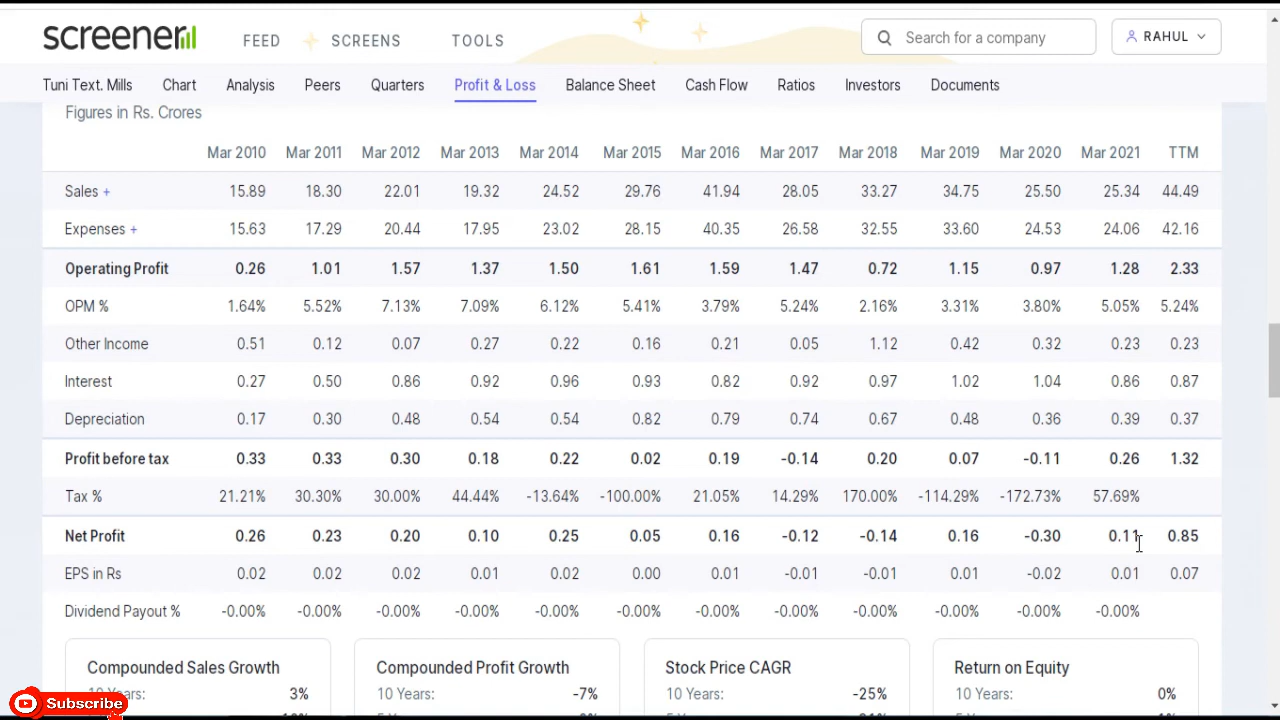 screener FEED SCREENS TOOLS Search for a company RAHUL
Tuni Text. Mills Chart Analysis Peers Quarters Profit & Loss Balance Sheet Cash Flow Ratios Investors Documents
Figures in Rs. Crores
Mar 2010 Mar 2011 Mar 2012 Mar 2013 Mar 2014 Mar 2015 Mar 2016 Mar 2017 Mar 2018 Mar 2019 Mar 2020 Mar 2021 TTM
Sales + 15.89 18.30 22.01 19.32 24.52 29.76 41.94 28.05 33.27 34.75 25.50 25.34 44.49
Expenses + 15.63 17.29 20.44 17.95 23.02 28.15 40.35 26.58 32.55 33.60 24.53 24.06 42.16
Operating Profit 0.26 1.01 1.57 1.37 1.50 1.61 1.59 1.47 0.72 1.15 0.97 1.28 2.33
OPM % 1.64% 5.52% 7.13% 7.09% 6.12% 5.41% 3.79% 5.24% 2.16% 3.31% 3.80% 5.05% 5.24%
Other Income 0.51 0.12 0.07 0.27 0.22 0.16 0.21 0.05 1.12 0.42 0.32 0.23 0.23
Interest 0.27 0.50 0.86 0.92 0.96 0.93 0.82 0.92 0.97 1.02 1.04 0.86 0.87
Depreciation 0.17 0.30 0.48 0.54 0.54 0.82 0.79 0.74 0.67 0.48 0.36 0.39 0.37
Profit before tax 0.33 0.33 0.30 0.18 0.22 0.02 0.19 -0.14 0.20 0.07 -0.11 0.26 1.32
Tax % 21.21% 30.30% 30.00% 44.44% -13.64% -100.00% 21.05% 14.29% 170.00% -114.29% -172.73% 57.69%
Net Profit 0.26 0.23 0.20 0.10 0.25 0.05 0.16 -0.12 -0.14 0.16 -0.30 0.11 0.85
EPS in Rs 0.02 0.02 0.02 0.01 0.02 0.00 0.01 -0.01 -0.01 0.01 -0.02 0.01 0.07
Dividend Payout % -0.00% -0.00% -0.00% -0.00% -0.00% -0.00% -0.00% -0.00% -0.00% -0.00% -0.00% -0.00%
Compounded Sales Growth Compounded Profit Growth Stock Price CAGR Return on Equity
10 Years: 3% 10 Years: -7% 10 Years: -25% 10 Years: 0%
Subscribe